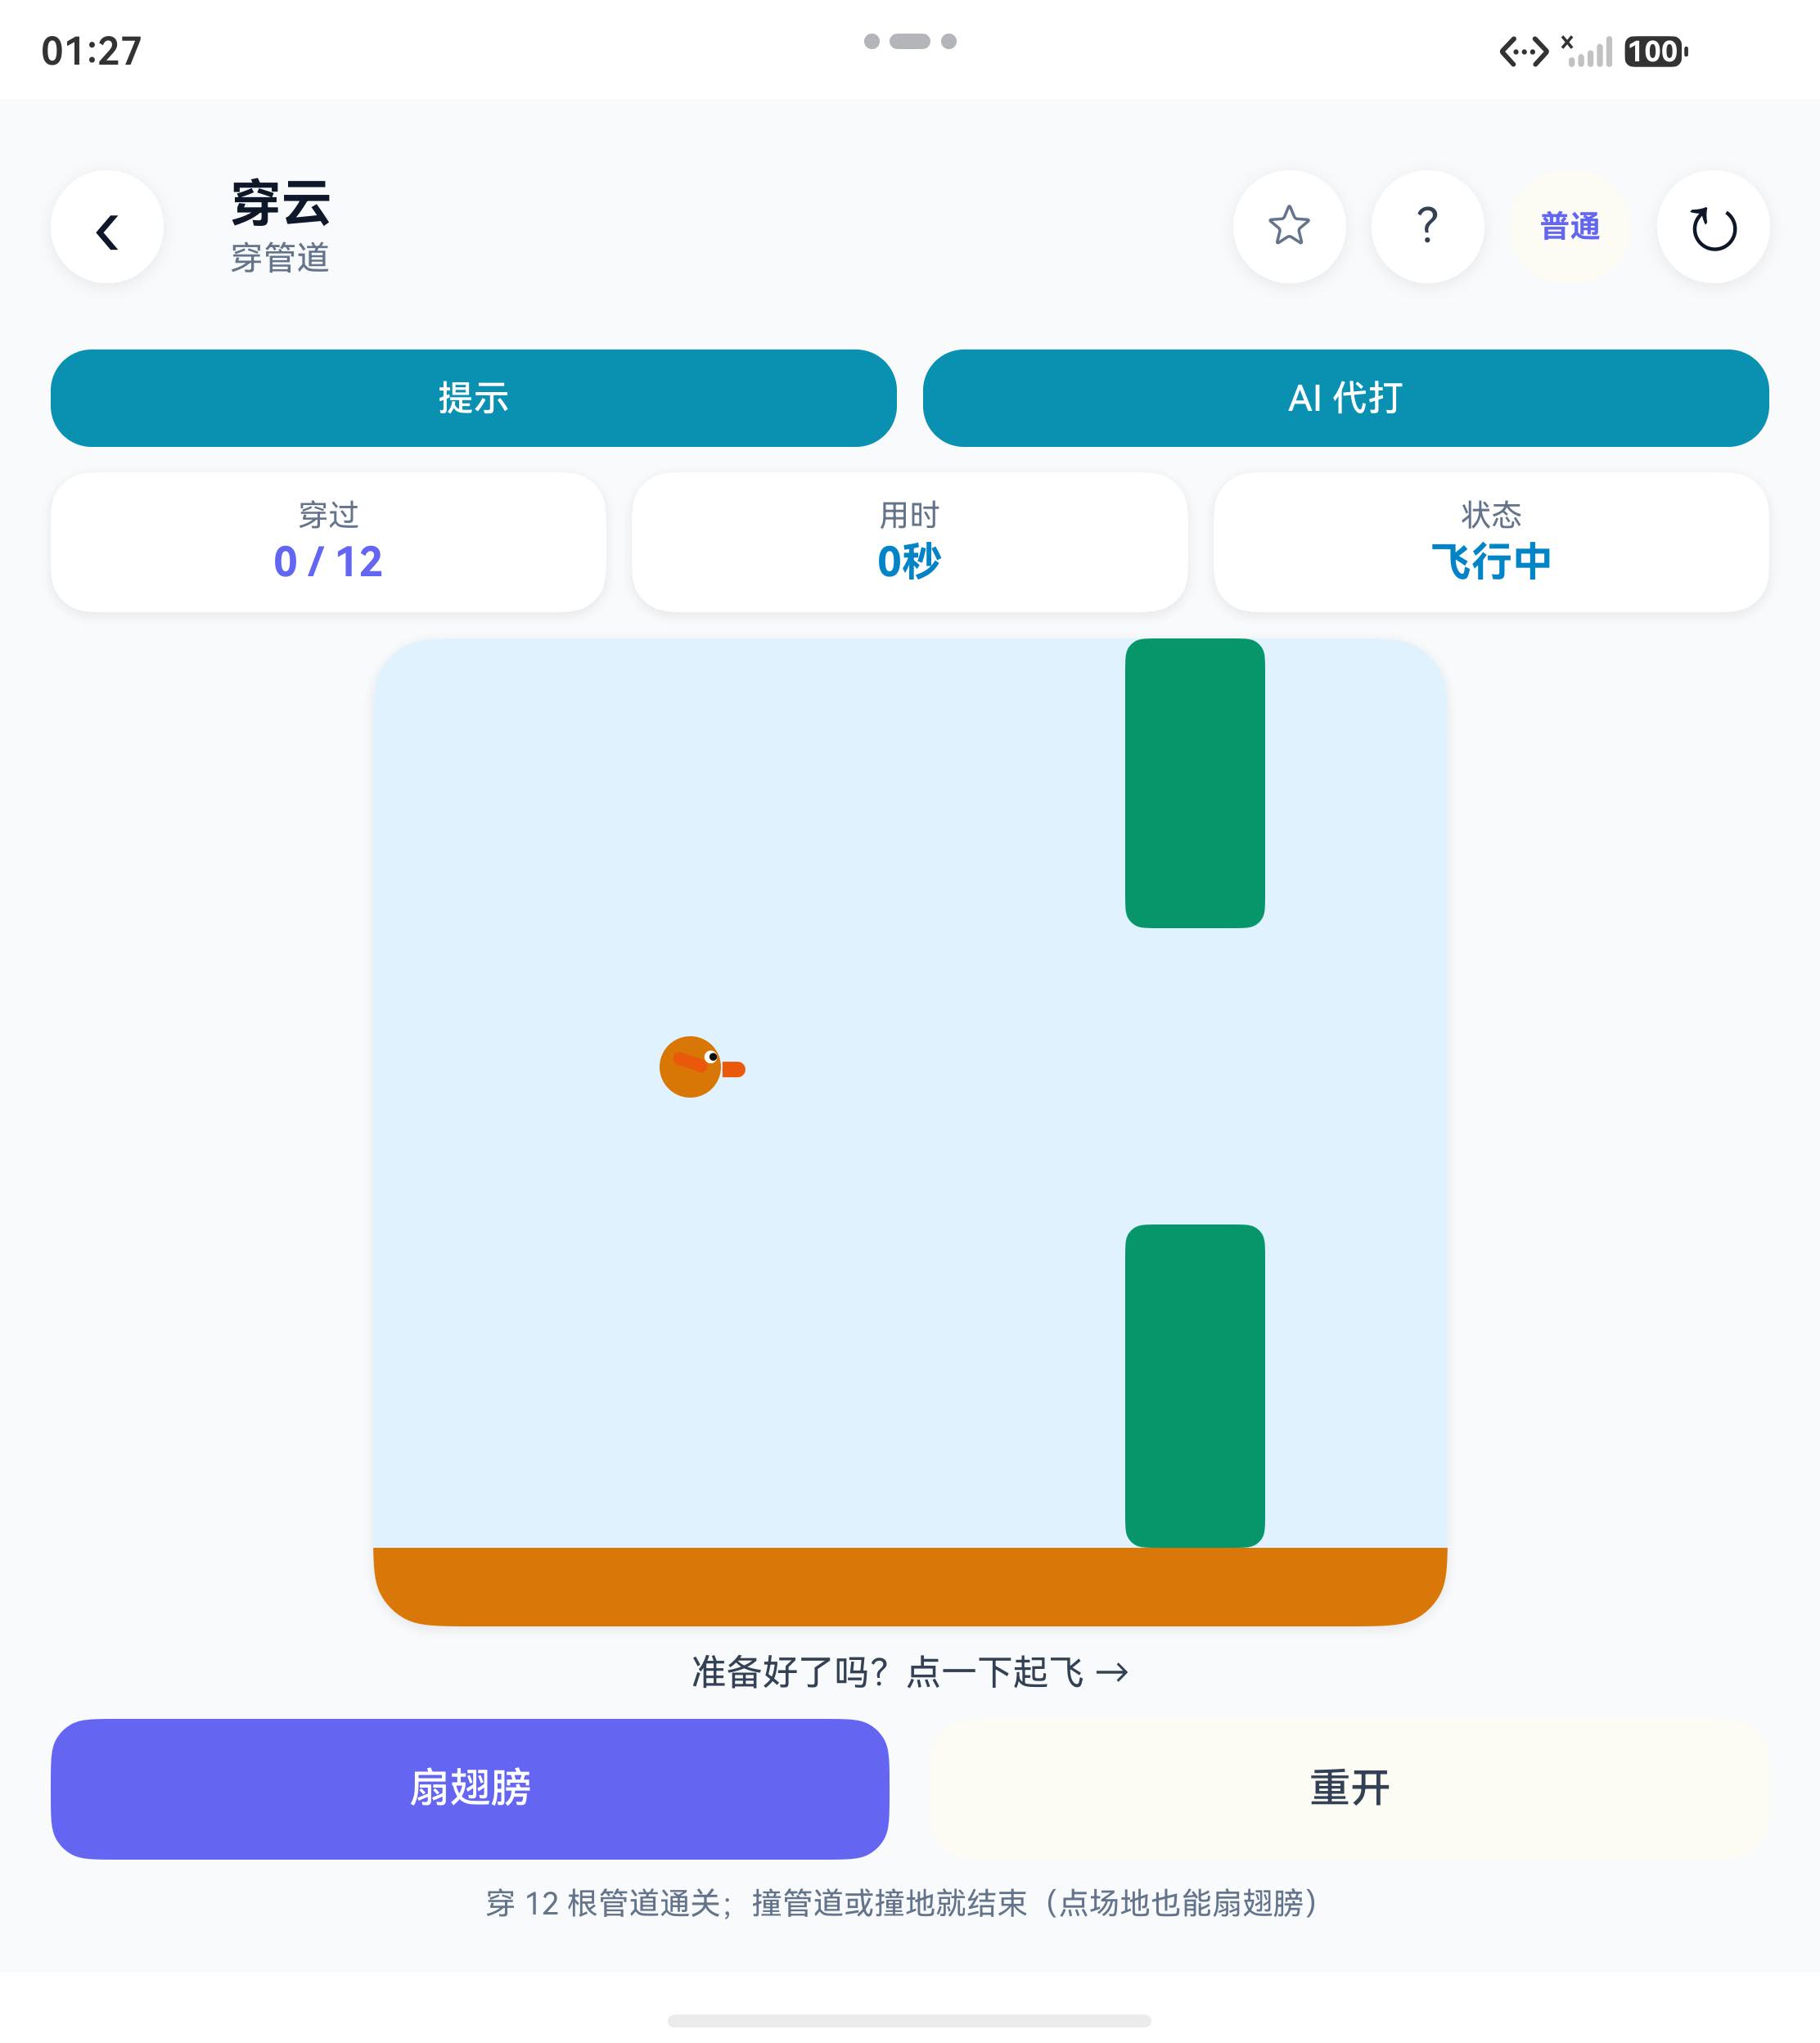 01:27
100
穿云
穿管道
?
普通
提示
AI 代打
穿过
0 / 12
用时
0秒
状态
飞行中
准备好了吗？点一下起飞 →
扇翅膀
重开
穿 12 根管道通关；撞管道或撞地就结束（点场地也能扇翅膀）